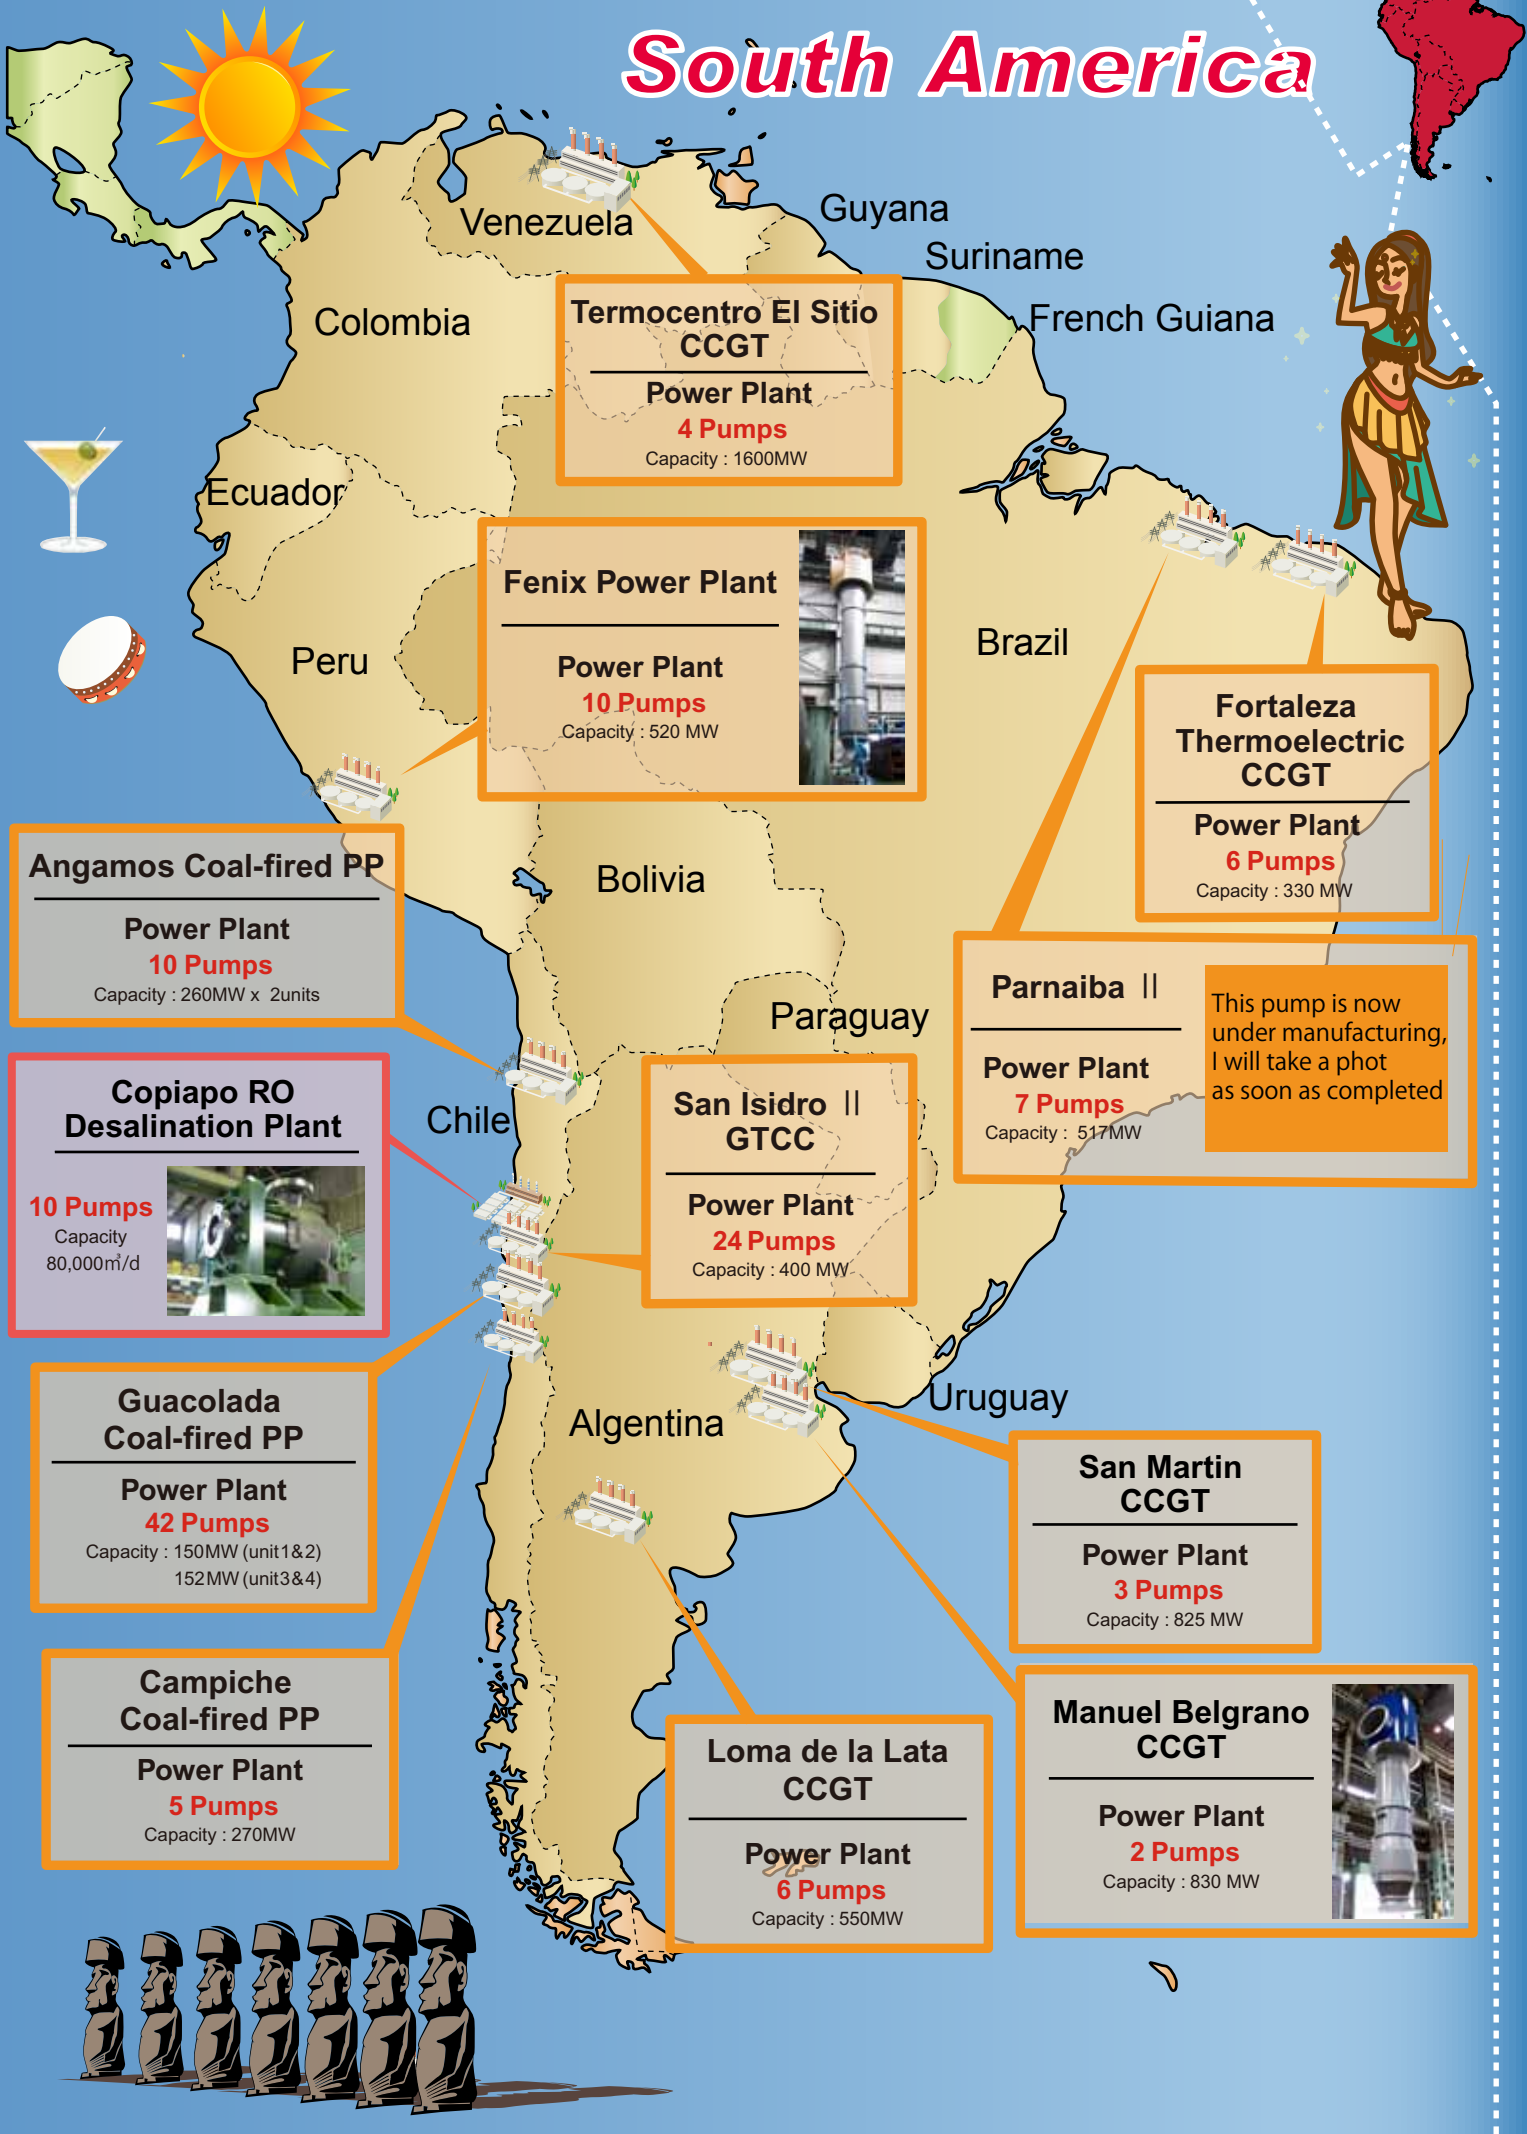 South America
Venezuela
Guyana
Suriname
French Guiana
Colombia
Termocentro El Sitio
CCGT
Power Plant
4 Pumps
Capacity : 1600MW
Ecuador
Fenix Power Plant
Power Plant
10 Pumps
Capacity : 520 MW
Peru
Brazil
Fortaleza
Thermoelectric
CCGT
Power Plant
6 Pumps
Capacity : 330 MW
Angamos Coal-fired PP
Power Plant
10 Pumps
Capacity : 260MW x 2units
Bolivia
Parnaiba II
Power Plant
7 Pumps
Capacity : 517MW
This pump is now
under manufacturing,
I will take a phot
as soon as completed
Paraguay
Copiapo RO
Desalination Plant
10 Pumps
Capacity
80,000㎥/d
Chile
San Isidro II
GTCC
Power Plant
24 Pumps
Capacity : 400 MW
Guacolada
Coal-fired PP
Power Plant
42 Pumps
Capacity : 150MW (unit1&2)
152MW (unit3&4)
Algentina
Uruguay
San Martin
CCGT
Power Plant
3 Pumps
Capacity : 825 MW
Campiche
Coal-fired PP
Power Plant
5 Pumps
Capacity : 270MW
Loma de la Lata
CCGT
Power Plant
6 Pumps
Capacity : 550MW
Manuel Belgrano
CCGT
Power Plant
2 Pumps
Capacity : 830 MW